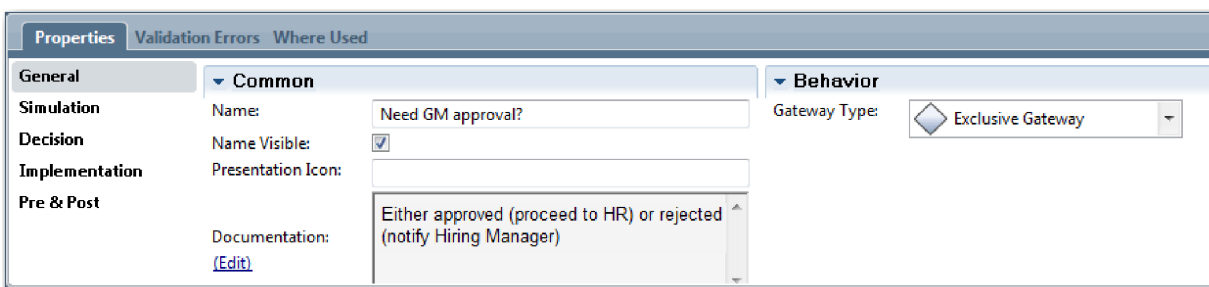 Properties Validation Errors Where Used
General
Simulation
Decision
Implementation
Pre & Post
Common
Name: Need GM approval?
Name Visible:
Presentation Icon:
Documentation:
(Edit)
Either approved (proceed to HR) or rejected
(notify Hiring Manager)
Behavior
Gateway Type: Exclusive Gateway